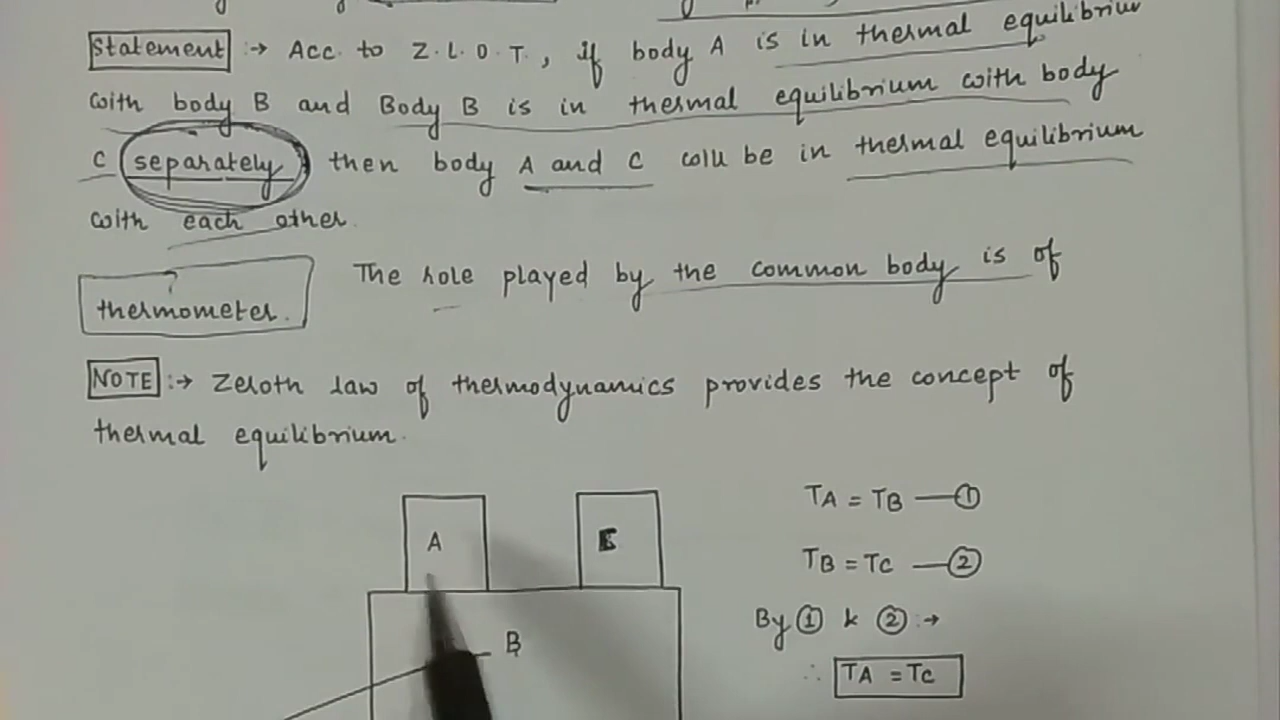 Statement :→ Acc. to Z.L.O.T., if body A is in thermal equilibrium
with body B and Body B is in thermal equilibrium with body
C (separately) then body A and C will be in thermal equilibrium
with each other.
The role played by the common body is of
thermometer.
NOTE :→ Zeroth law of thermodynamics provides the concept of
thermal equilibrium.
A
C
B
TA = TB —①
TB = TC —②
By ① & ② :→
∴ TA = TC